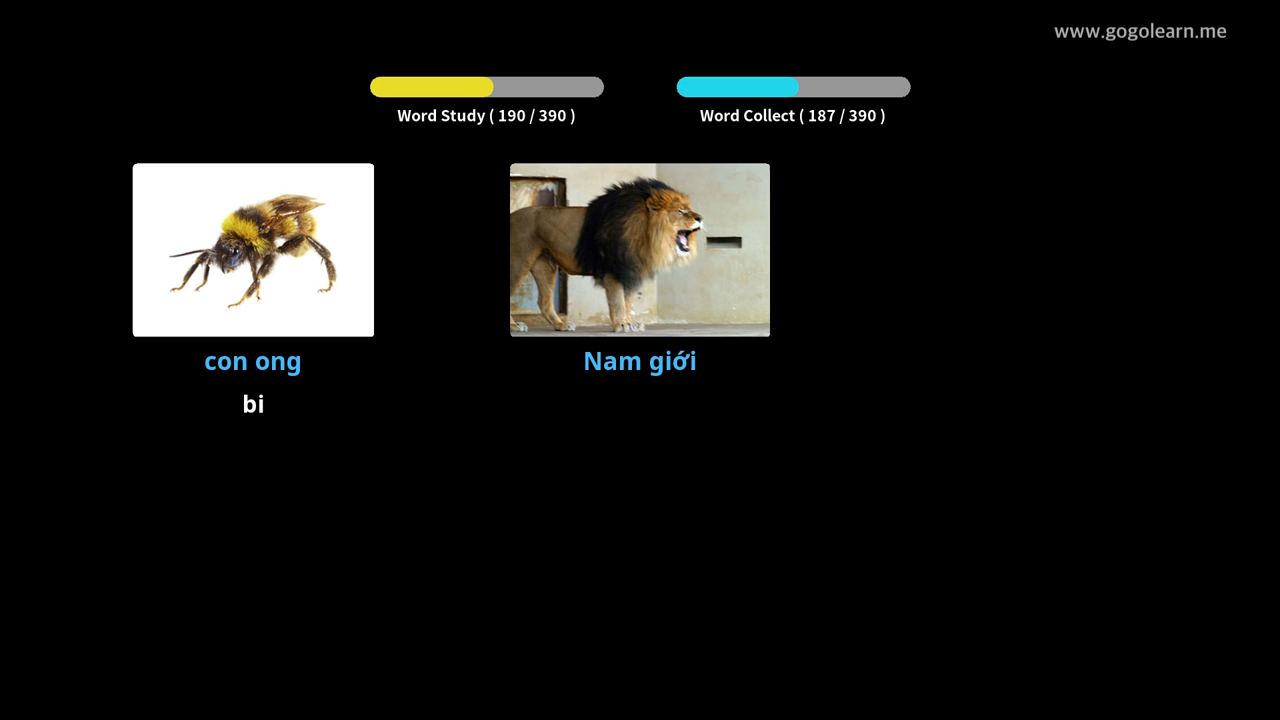 www.gogolearn.me
Word Study ( 190 / 390 )
Word Collect ( 187 / 390 )
con ong
Nam giới
bi